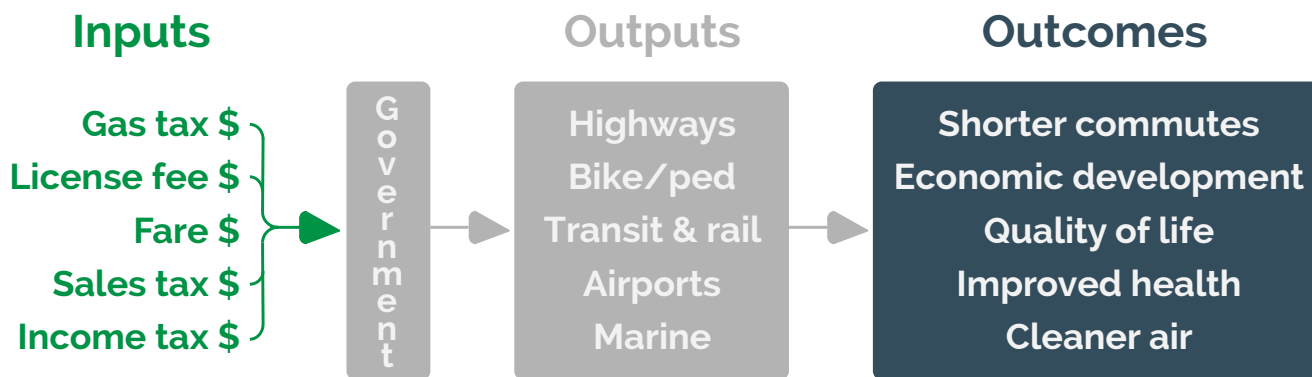 Inputs
Outputs
Outcomes
Gas tax $
License fee $
Fare $
Sales tax $
Income tax $
Government
Highways
Bike/ped
Transit & rail
Airports
Marine
Shorter commutes
Economic development
Quality of life
Improved health
Cleaner air